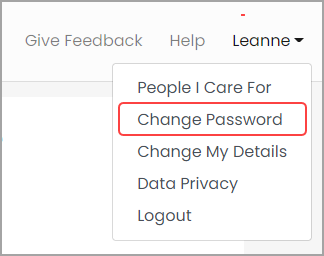 Give Feedback Help Leanne
People I Care For
Change Password
Change My Details
Data Privacy
Logout